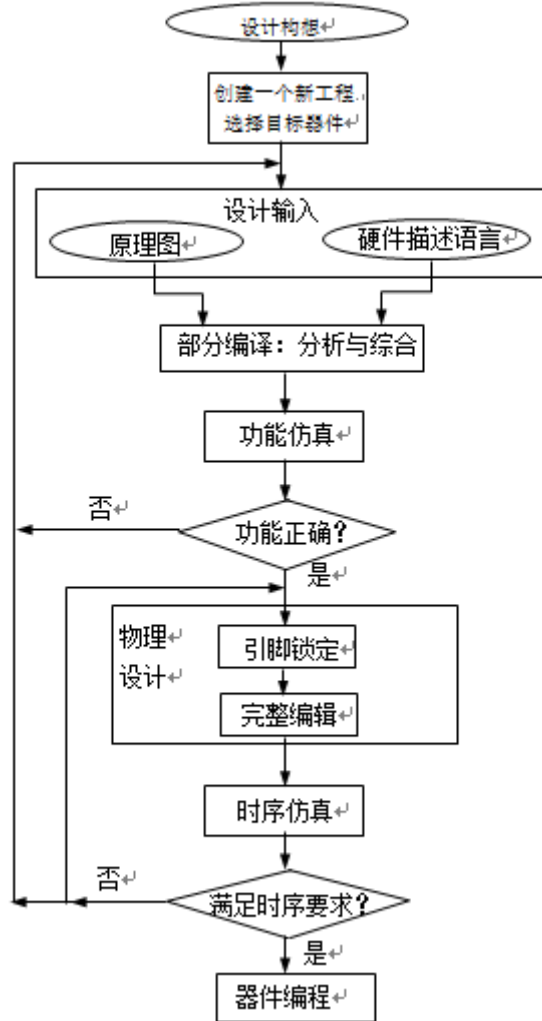 设计构想
创建一个新工程.
选择目标器件
设计输入
原理图
硬件描述语言
部分编译：分析与综合
功能仿真
功能正确？
否
是
物理
设计
引脚锁定
完整编辑
时序仿真
满足时序要求？
否
是
器件编程